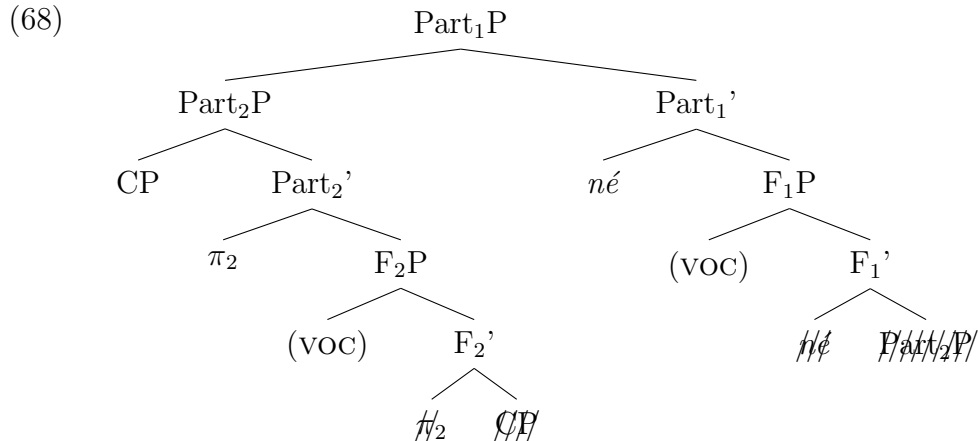 (68) Part₁P
Part₂P Part₁’
CP Part₂’ né F₁P
π₂ F₂P (VOC) F₁’
(VOC) F₂’ né Part₂P
π₂ CP